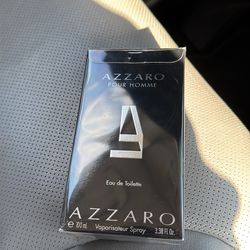 AZZARO
POUR HOMME
Eau de Toilette
AZZARO
℮ 100 ml Vaporisateur Spray 3.38 fl.oz.